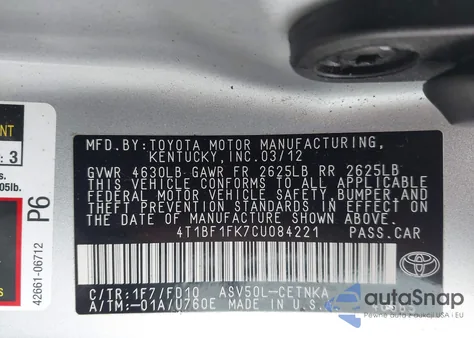 MFD.BY:TOYOTA MOTOR MANUFACTURING,
KENTUCKY, INC. 03/12
GVWR 4630LB GAWR FR 2625LB RR 2625LB
THIS VEHICLE CONFORMS TO ALL APPLICABLE
FEDERAL MOTOR VEHICLE SAFETY, BUMPER, AND
THEFT PREVENTION STANDARDS IN EFFECT ON
THE DATE OF MANUFACTURE SHOWN ABOVE.
4T1BF1FK7CU084221 PASS.CAR
C/TR:1F7/FD10 ASV50L-CETNKA
A/TM:-01A/U760E MADE IN U.S.A.
TOYOTA
: 3
05lb.
P6
42661-06712
autoSnap